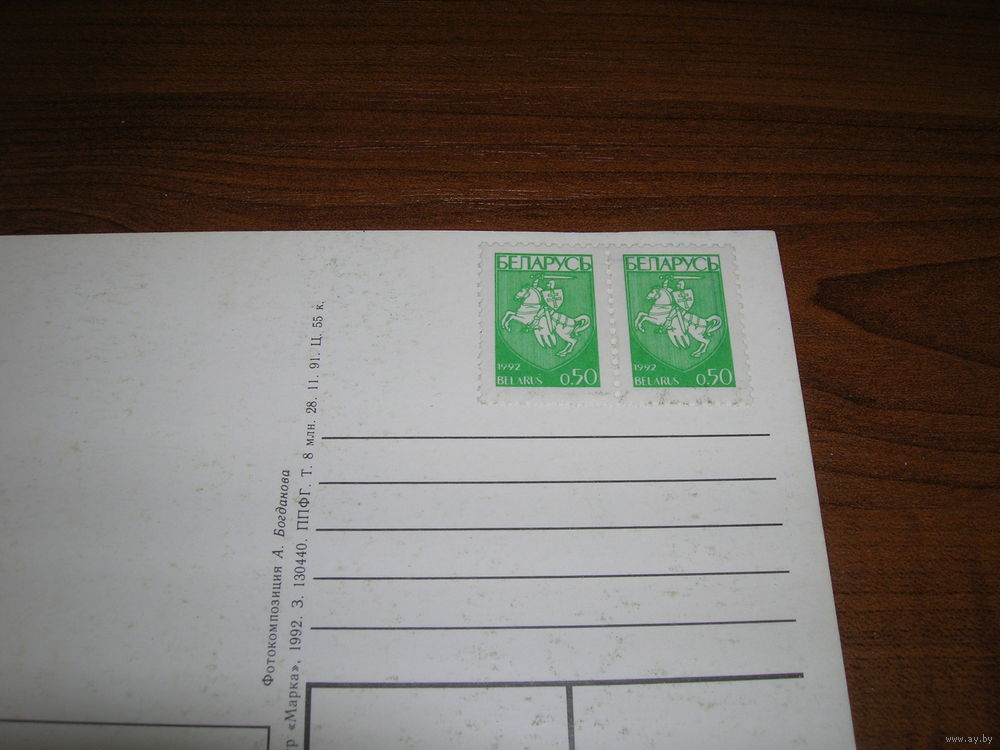 БЕЛАРУСЬ
1992
BELARUS 0.50
БЕЛАРУСЬ
1992
BELARUS 0.50
Фотокомпозиция А. Богданова
«Марка», 1992. З. 130440. ППФГ. Т. 8 млн. 28. 11. 91. Ц. 55 к.
www.ay.by